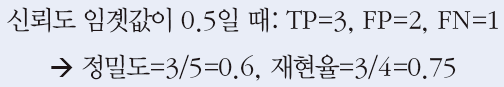 신뢰도 임곗값이 0.5일 때: TP=3, FP=2, FN=1
→ 정밀도=3/5=0.6, 재현율=3/4=0.75